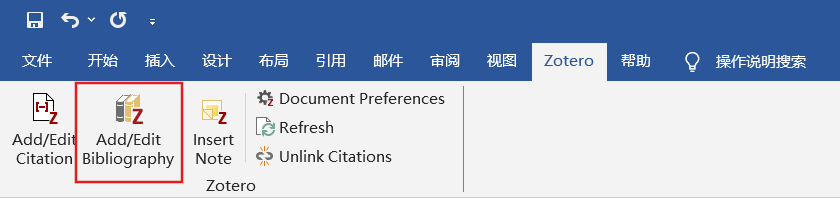 文件 开始 插入 设计 布局 引用 邮件 审阅 视图 Zotero 帮助 操作说明搜索
Add/Edit Citation
Add/Edit Bibliography
Insert Note
Document Preferences
Refresh
Unlink Citations
Zotero